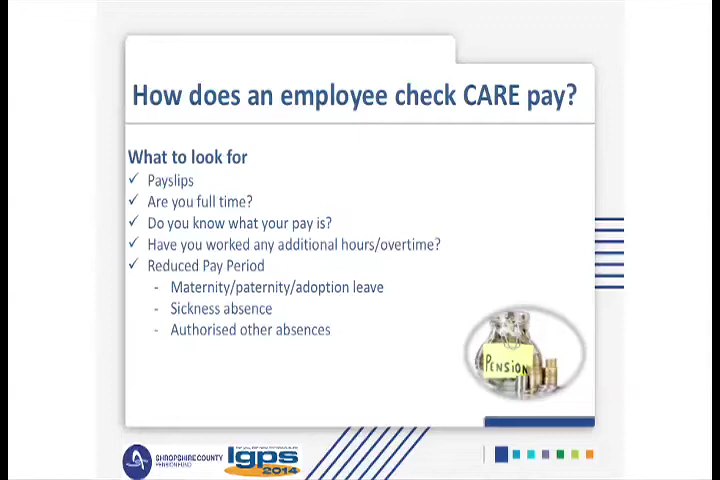 How does an employee check CARE pay?
What to look for
✓ Payslips
✓ Are you full time?
✓ Do you know what your pay is?
✓ Have you worked any additional hours/overtime?
✓ Reduced Pay Period
- Maternity/paternity/adoption leave
- Sickness absence
- Authorised other absences
PENSION
SHROPSHIRE COUNTY
PENSION FUND
lgps
2014